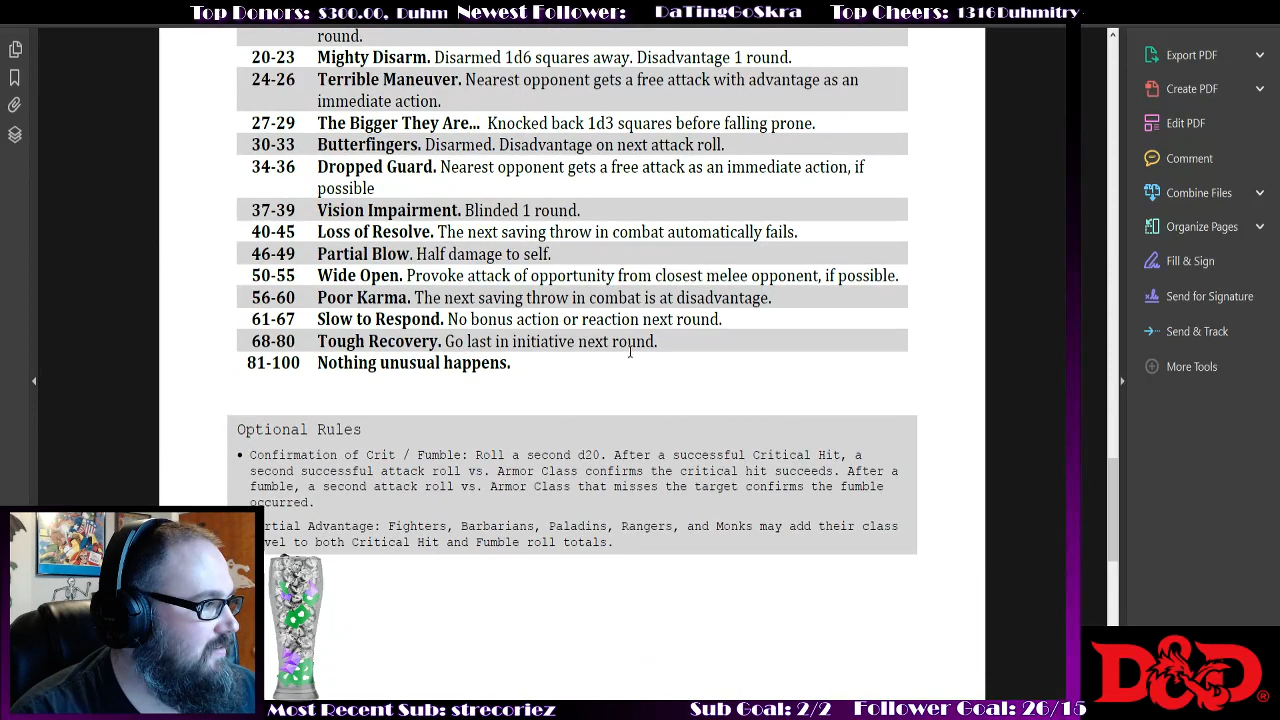 Top Donors: $300.00, Duhm Newest Follower: DaTingGoSkra Top Cheers: 1316Duhmitry
round.
20-23 Mighty Disarm. Disarmed 1d6 squares away. Disadvantage 1 round.
24-26 Terrible Maneuver. Nearest opponent gets a free attack with advantage as an
immediate action.
27-29 The Bigger They Are... Knocked back 1d3 squares before falling prone.
30-33 Butterfingers. Disarmed. Disadvantage on next attack roll.
34-36 Dropped Guard. Nearest opponent gets a free attack as an immediate action, if
possible
37-39 Vision Impairment. Blinded 1 round.
40-45 Loss of Resolve. The next saving throw in combat automatically fails.
46-49 Partial Blow. Half damage to self.
50-55 Wide Open. Provoke attack of opportunity from closest melee opponent, if possible.
56-60 Poor Karma. The next saving throw in combat is at disadvantage.
61-67 Slow to Respond. No bonus action or reaction next round.
68-80 Tough Recovery. Go last in initiative next round.
81-100 Nothing unusual happens.
Optional Rules
• Confirmation of Crit / Fumble: Roll a second d20. After a successful Critical Hit, a
second successful attack roll vs. Armor Class confirms the critical hit succeeds. After a
fumble, a second attack roll vs. Armor Class that misses the target confirms the fumble
occurred.
rtial Advantage: Fighters, Barbarians, Paladins, Rangers, and Monks may add their class
vel to both Critical Hit and Fumble roll totals.
Export PDF
Create PDF
Edit PDF
Comment
Combine Files
Organize Pages
Fill & Sign
Send for Signature
Send & Track
More Tools
D&D
Most Recent Sub: strecoriez Sub Goal: 2/2 Follower Goal: 26/15